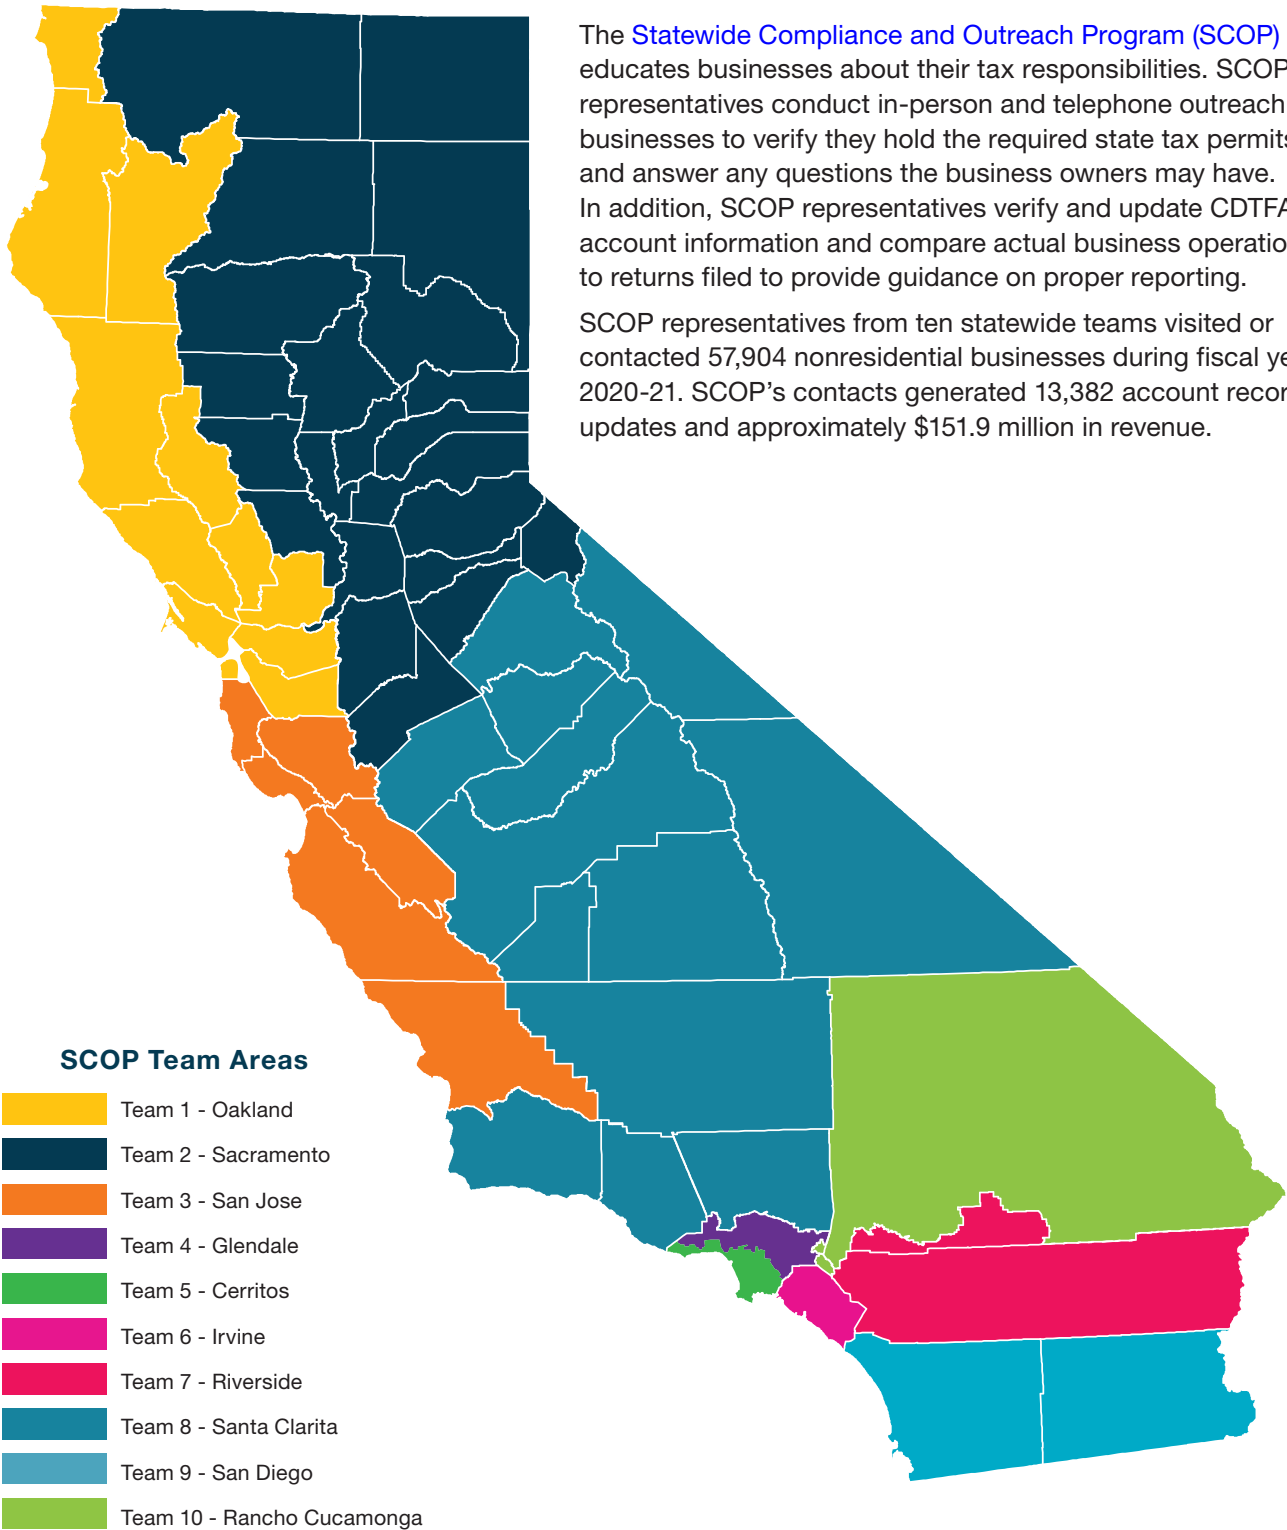 The Statewide Compliance and Outreach Program (SCOP)
educates businesses about their tax responsibilities. SCOP
representatives conduct in-person and telephone outreach
businesses to verify they hold the required state tax permits
and answer any questions the business owners may have.
In addition, SCOP representatives verify and update CDTFA
account information and compare actual business operatio
to returns filed to provide guidance on proper reporting.
SCOP representatives from ten statewide teams visited or
contacted 57,904 nonresidential businesses during fiscal ye
2020-21. SCOP’s contacts generated 13,382 account recor
updates and approximately $151.9 million in revenue.
SCOP Team Areas
Team 1 - Oakland
Team 2 - Sacramento
Team 3 - San Jose
Team 4 - Glendale
Team 5 - Cerritos
Team 6 - Irvine
Team 7 - Riverside
Team 8 - Santa Clarita
Team 9 - San Diego
Team 10 - Rancho Cucamonga